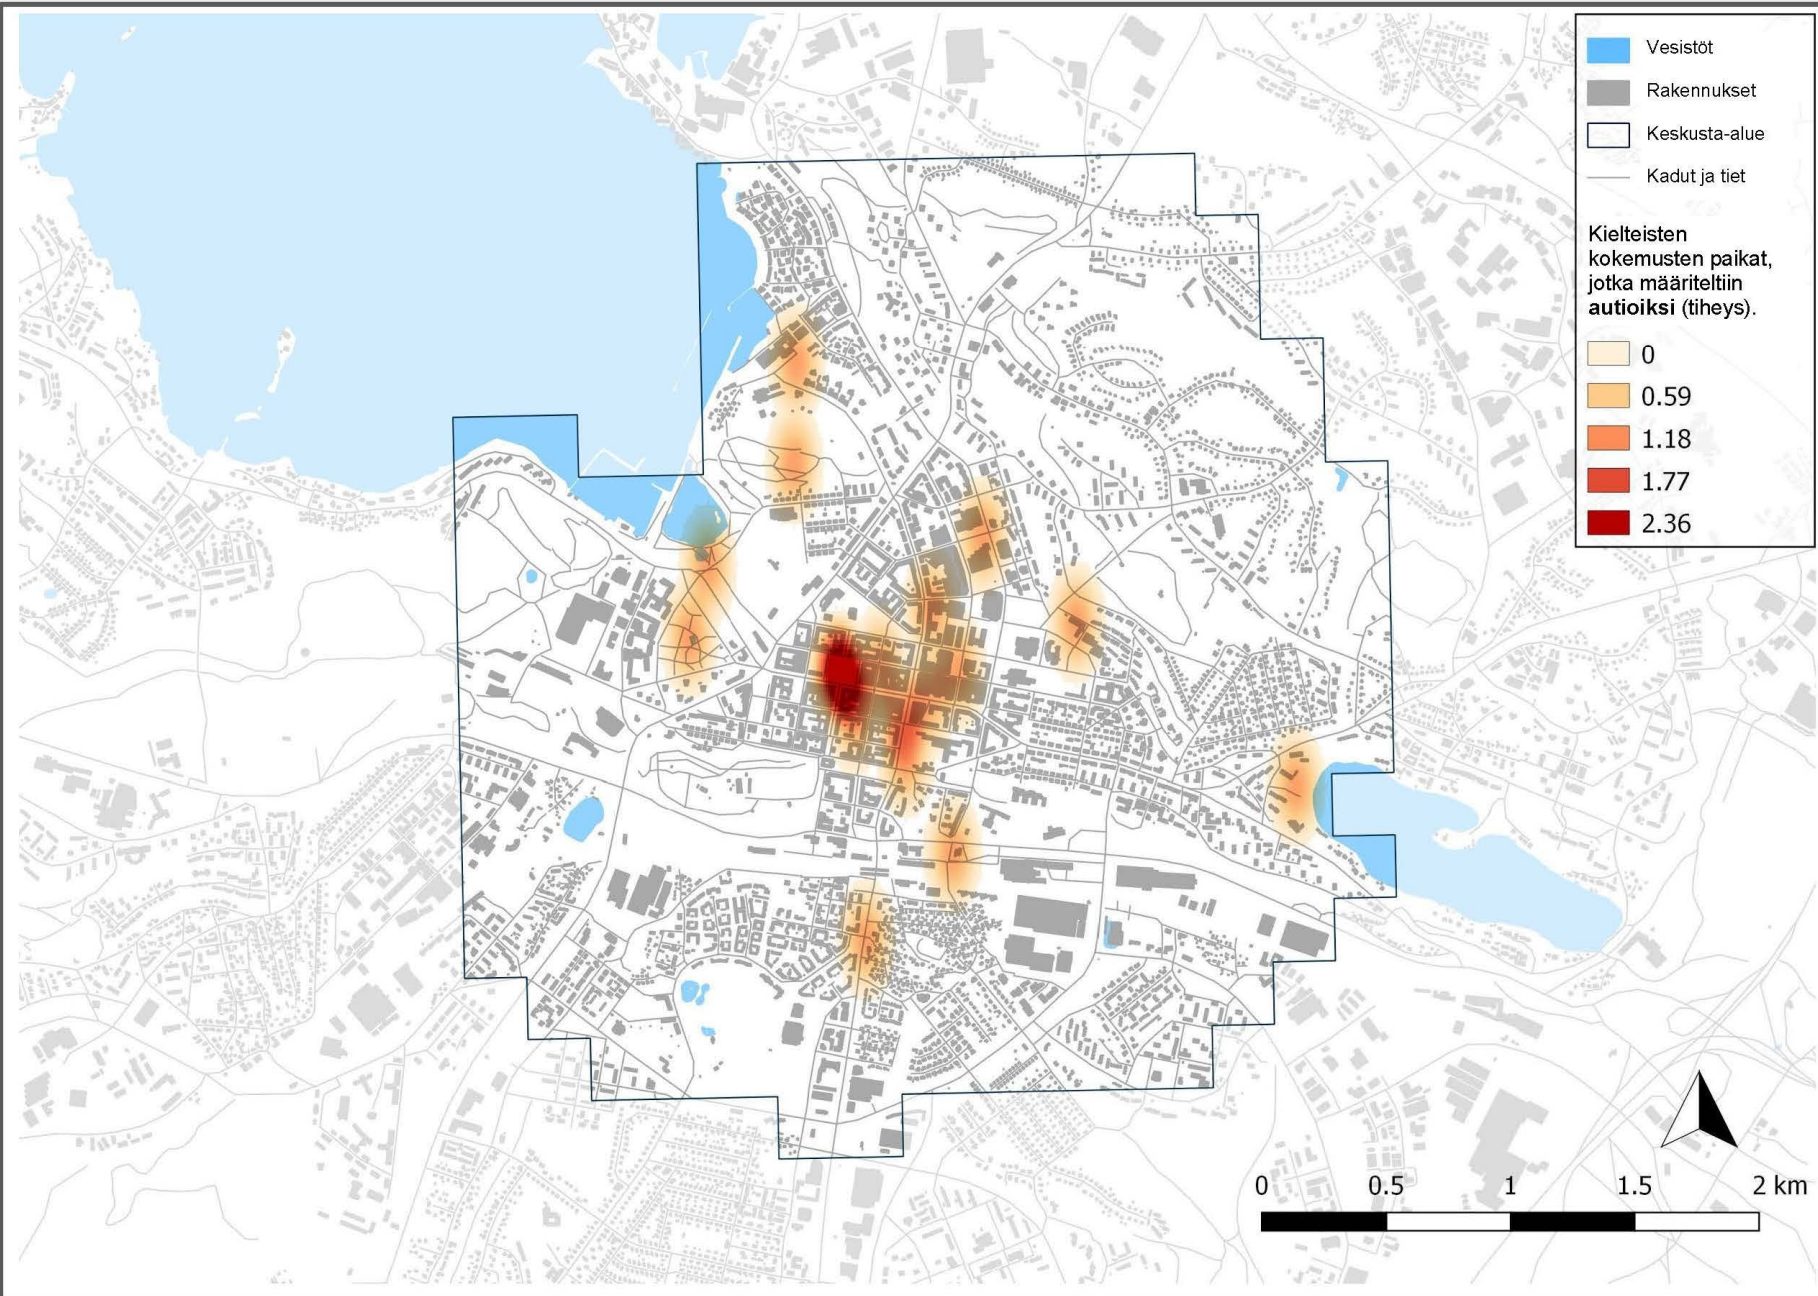 Vesistöt
Rakennukset
Keskusta-alue
Kadut ja tiet
Kielteisten
kokemusten paikat,
jotka määriteltiin
autioiksi (tiheys).
0
0.59
1.18
1.77
2.36
0 0.5 1 1.5 2 km